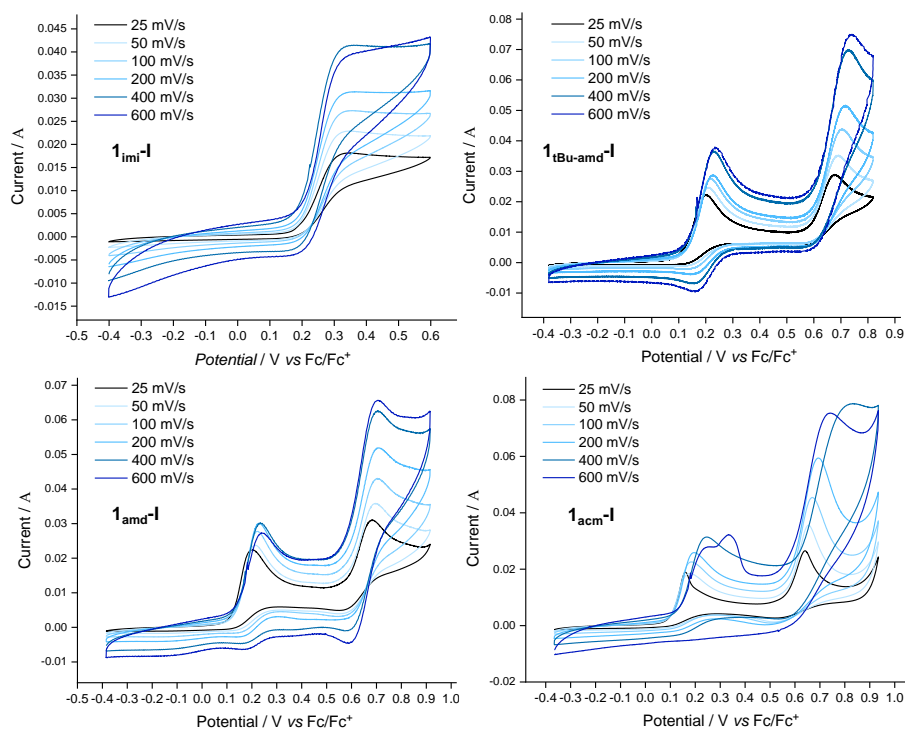 25 mV/s
50 mV/s
100 mV/s
200 mV/s
400 mV/s
600 mV/s
1imi-I
Current / A
0.045
0.040
0.035
0.030
0.025
0.020
0.015
0.010
0.005
0.000
-0.005
-0.010
-0.015
-0.5 -0.4 -0.3 -0.2 -0.1 0.0 0.1 0.2 0.3 0.4 0.5 0.6
Potential / V vs Fc/Fc+
25 mV/s
50 mV/s
100 mV/s
200 mV/s
400 mV/s
600 mV/s
1tBu-amd-I
Current / A
0.08
0.07
0.06
0.05
0.04
0.03
0.02
0.01
0.00
-0.01
-0.4 -0.3 -0.2 -0.1 0.0 0.1 0.2 0.3 0.4 0.5 0.6 0.7 0.8 0.9
Potential / V vs Fc/Fc+
25 mV/s
50 mV/s
100 mV/s
200 mV/s
400 mV/s
600 mV/s
1amd-I
Current / A
0.07
0.06
0.05
0.04
0.03
0.02
0.01
0.00
-0.01
-0.4 -0.3 -0.2 -0.1 0.0 0.1 0.2 0.3 0.4 0.5 0.6 0.7 0.8 0.9 1.0
Potential / V vs Fc/Fc+
25 mV/s
50 mV/s
100 mV/s
200 mV/s
400 mV/s
600 mV/s
1acm-I
Current / A
0.08
0.06
0.04
0.02
0.00
-0.02
-0.4 -0.3 -0.2 -0.1 0.0 0.1 0.2 0.3 0.4 0.5 0.6 0.7 0.8 0.9 1.0
Potential / V vs Fc/Fc+